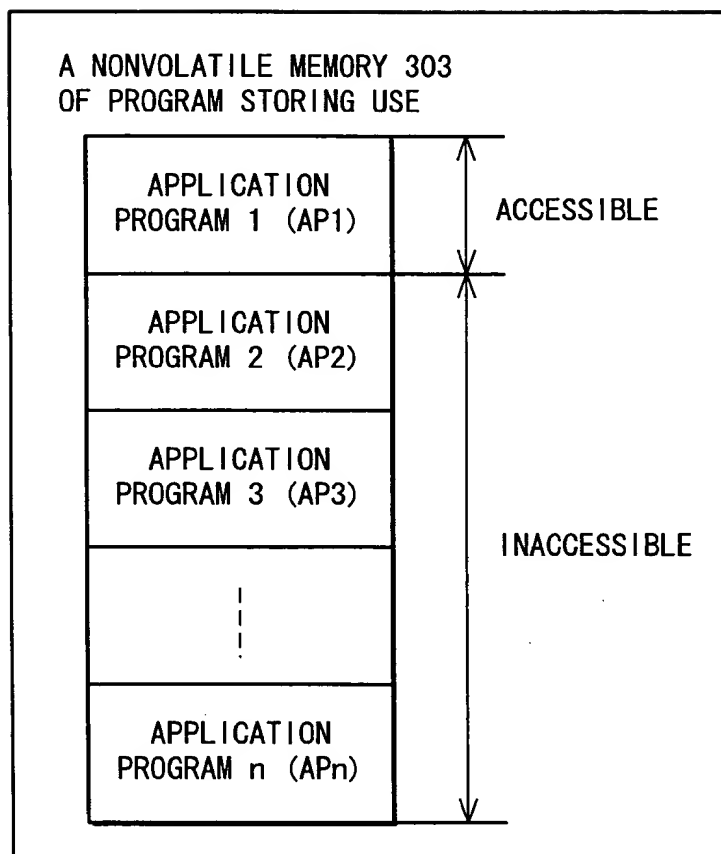 A NONVOLATILE MEMORY 303
OF PROGRAM STORING USE
APPLICATION
PROGRAM 1 (AP1)
ACCESSIBLE
APPLICATION
PROGRAM 2 (AP2)
APPLICATION
PROGRAM 3 (AP3)
INACCESSIBLE
APPLICATION
PROGRAM n (APn)